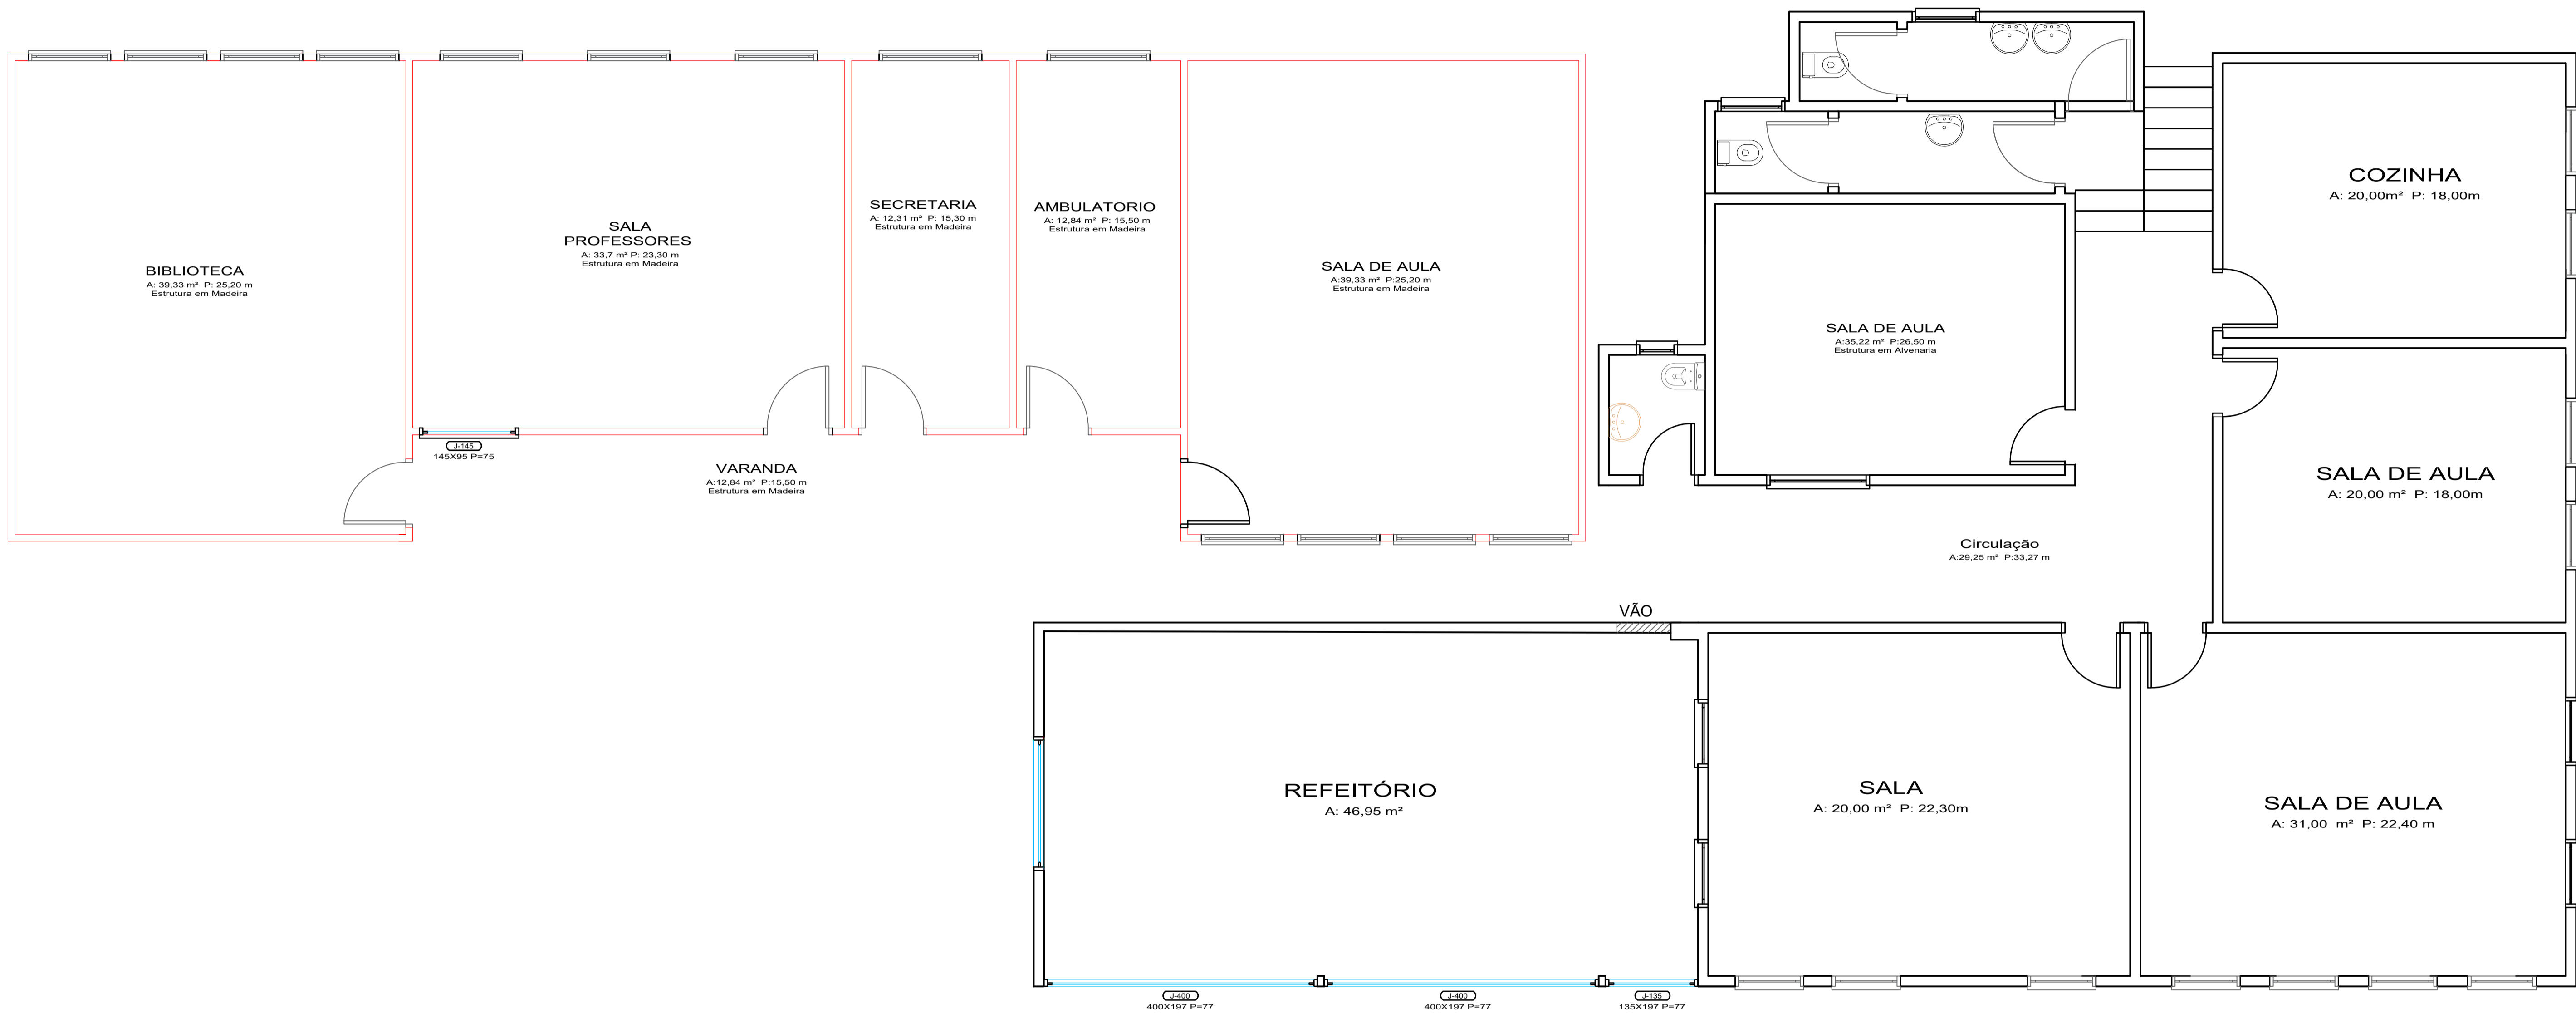 BIBLIOTECA
A: 39,33 m² P: 25,20 m
Estrutura em Madeira
SALA
PROFESSORES
A: 33,7 m² P: 23,30 m
Estrutura em Madeira
J-145
145X95 P=75
SECRETARIA
A: 12,31 m² P: 15,30 m
Estrutura em Madeira
AMBULATORIO
A: 12,84 m² P: 15,50 m
Estrutura em Madeira
VARANDA
A:12,84 m² P:15,50 m
Estrutura em Madeira
SALA DE AULA
A:39,33 m² P:25,20 m
Estrutura em Madeira
SALA DE AULA
A:35,22 m² P:26,50 m
Estrutura em Alvenaria
COZINHA
A: 20,00m² P: 18,00m
SALA DE AULA
A: 20,00 m² P: 18,00m
Circulação
A:29,25 m² P:33,27 m
VÃO
REFEITÓRIO
A: 46,95 m²
SALA
A: 20,00 m² P: 22,30m
SALA DE AULA
A: 31,00 m² P: 22,40 m
J-400
400X197 P=77
J-400
400X197 P=77
J-135
135X197 P=77